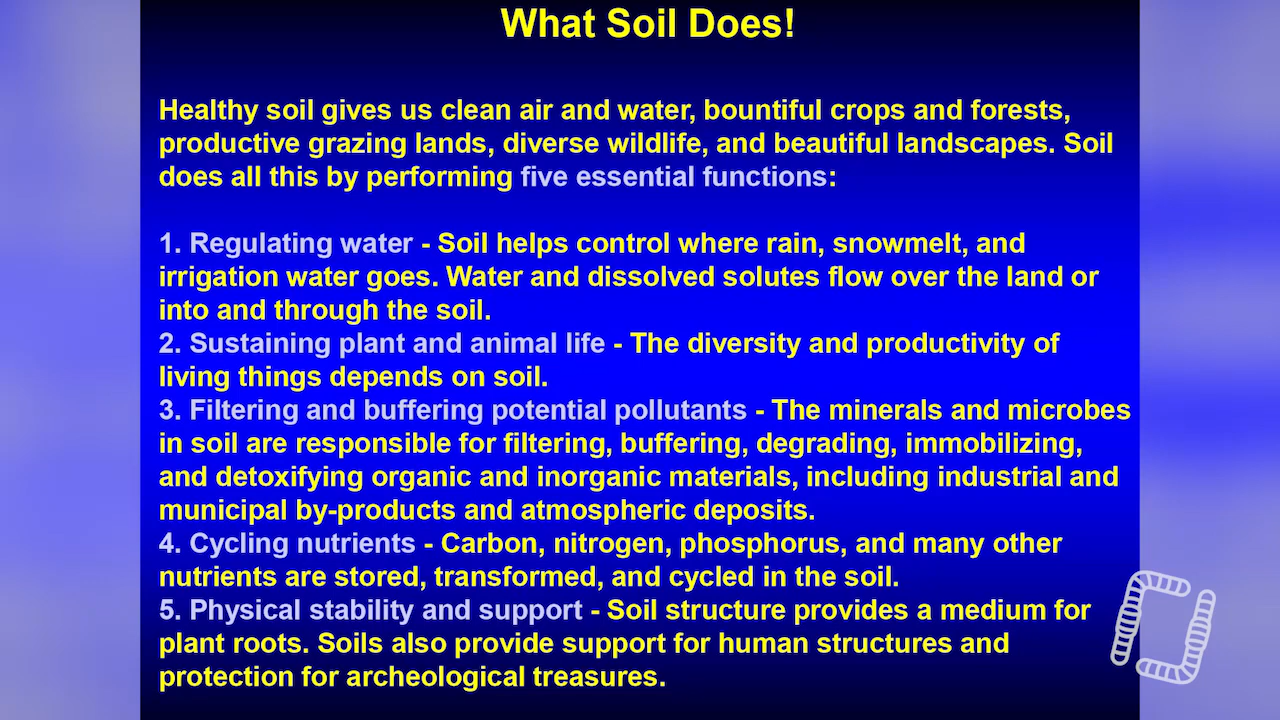 What Soil Does!
Healthy soil gives us clean air and water, bountiful crops and forests,
productive grazing lands, diverse wildlife, and beautiful landscapes. Soil
does all this by performing five essential functions:
1. Regulating water - Soil helps control where rain, snowmelt, and
irrigation water goes. Water and dissolved solutes flow over the land or
into and through the soil.
2. Sustaining plant and animal life - The diversity and productivity of
living things depends on soil.
3. Filtering and buffering potential pollutants - The minerals and microbes
in soil are responsible for filtering, buffering, degrading, immobilizing,
and detoxifying organic and inorganic materials, including industrial and
municipal by-products and atmospheric deposits.
4. Cycling nutrients - Carbon, nitrogen, phosphorus, and many other
nutrients are stored, transformed, and cycled in the soil.
5. Physical stability and support - Soil structure provides a medium for
plant roots. Soils also provide support for human structures and
protection for archeological treasures.